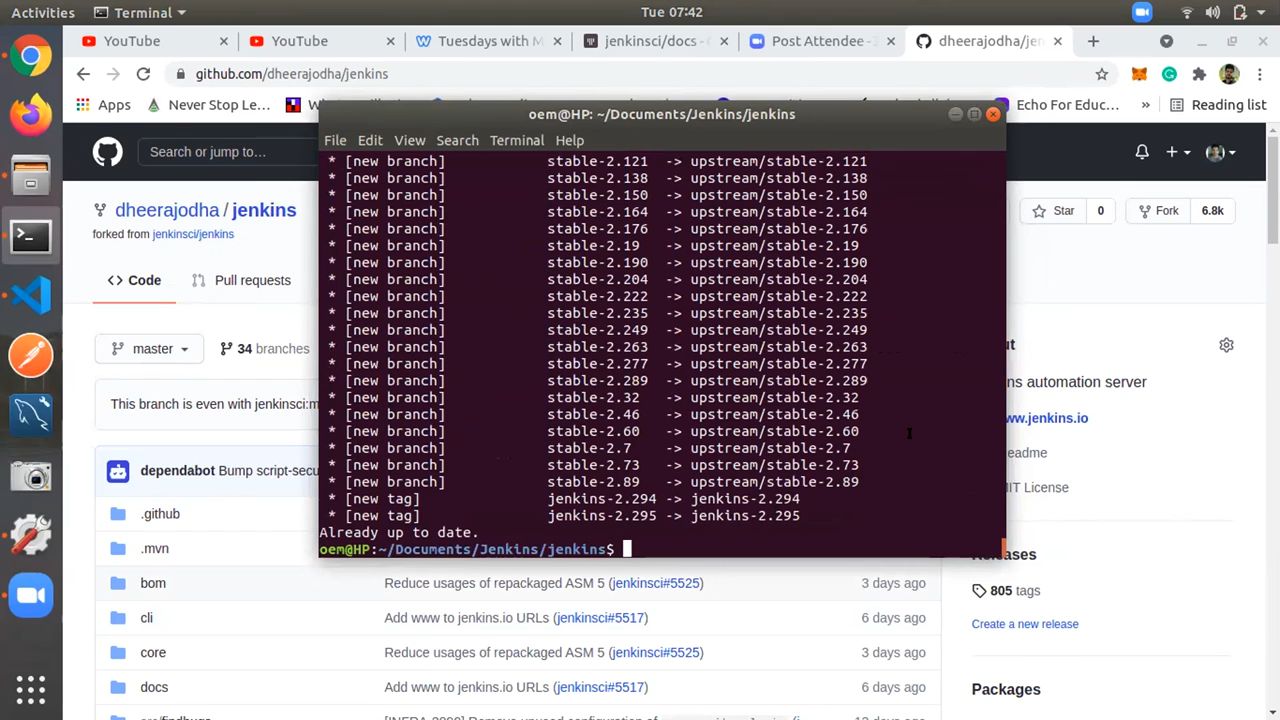 Activities
Terminal
Tue 07:42
YouTube
YouTube
Tuesdays with M
jenkinsci/docs -
Post Attendee -
dheerajodha/jen
github.com/dheerajodha/jenkins
Apps
Never Stop Le...
Echo For Educ...
»
Reading list
oem@HP: ~/Documents/Jenkins/jenkins
File Edit View Search Terminal Help
* [new branch] stable-2.121 -> upstream/stable-2.121
* [new branch] stable-2.138 -> upstream/stable-2.138
* [new branch] stable-2.150 -> upstream/stable-2.150
* [new branch] stable-2.164 -> upstream/stable-2.164
* [new branch] stable-2.176 -> upstream/stable-2.176
* [new branch] stable-2.19 -> upstream/stable-2.19
* [new branch] stable-2.190 -> upstream/stable-2.190
* [new branch] stable-2.204 -> upstream/stable-2.204
* [new branch] stable-2.222 -> upstream/stable-2.222
* [new branch] stable-2.235 -> upstream/stable-2.235
* [new branch] stable-2.249 -> upstream/stable-2.249
* [new branch] stable-2.263 -> upstream/stable-2.263
* [new branch] stable-2.277 -> upstream/stable-2.277
* [new branch] stable-2.289 -> upstream/stable-2.289
* [new branch] stable-2.32 -> upstream/stable-2.32
* [new branch] stable-2.46 -> upstream/stable-2.46
* [new branch] stable-2.60 -> upstream/stable-2.60
* [new branch] stable-2.7 -> upstream/stable-2.7
* [new branch] stable-2.73 -> upstream/stable-2.73
* [new branch] stable-2.89 -> upstream/stable-2.89
* [new tag] jenkins-2.294 -> jenkins-2.294
* [new tag] jenkins-2.295 -> jenkins-2.295
Already up to date.
oem@HP:~/Documents/Jenkins/jenkins$
Search or jump to...
dheerajodha / jenkins
forked from jenkinsci/jenkins
Star 0
Fork 6.8k
Code
Pull requests
master
34 branches
This branch is even with jenkinsci:m
dependabot Bump script-secu
.github
.mvn
bom Reduce usages of repackaged ASM 5 (jenkinsci#5525) 3 days ago
cli Add www to jenkins.io URLs (jenkinsci#5517) 6 days ago
core Reduce usages of repackaged ASM 5 (jenkinsci#5525) 3 days ago
docs Add www to jenkins.io URLs (jenkinsci#5517) 6 days ago
ns automation server
ww.jenkins.io
eadme
IT License
Releases
805 tags
Create a new release
Packages